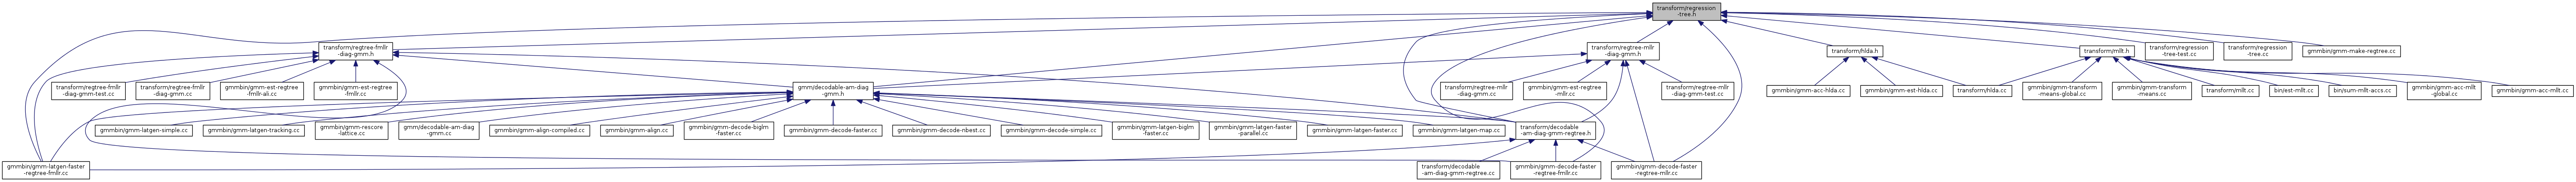 transform/regression
-tree.h
transform/regtree-fmllr
-diag-gmm.h
transform/regtree-mllr
-diag-gmm.h
transform/hlda.h
transform/mllt.h
transform/regression
-tree-test.cc
transform/regression
-tree.cc
gmmbin/gmm-make-regtree.cc
transform/regtree-fmllr
-diag-gmm-test.cc
transform/regtree-fmllr
-diag-gmm.cc
gmmbin/gmm-est-regtree
-fmllr-ali.cc
gmmbin/gmm-est-regtree
-fmllr.cc
gmm/decodable-am-diag
-gmm.h
transform/regtree-mllr
-diag-gmm.cc
gmmbin/gmm-est-regtree
-mllr.cc
transform/regtree-mllr
-diag-gmm-test.cc
gmmbin/gmm-acc-hlda.cc
gmmbin/gmm-est-hlda.cc
transform/hlda.cc
gmmbin/gmm-transform
-means-global.cc
gmmbin/gmm-transform
-means.cc
transform/mllt.cc
bin/est-mllt.cc
bin/sum-mllt-accs.cc
gmmbin/gmm-acc-mllt
-global.cc
gmmbin/gmm-acc-mllt.cc
gmmbin/gmm-latgen-simple.cc
gmmbin/gmm-latgen-tracking.cc
gmmbin/gmm-rescore
-lattice.cc
gmm/decodable-am-diag
-gmm.cc
gmmbin/gmm-align-compiled.cc
gmmbin/gmm-align.cc
gmmbin/gmm-decode-biglm
-faster.cc
gmmbin/gmm-decode-faster.cc
gmmbin/gmm-decode-nbest.cc
gmmbin/gmm-decode-simple.cc
gmmbin/gmm-latgen-biglm
-faster.cc
gmmbin/gmm-latgen-faster
-parallel.cc
gmmbin/gmm-latgen-faster.cc
gmmbin/gmm-latgen-map.cc
transform/decodable
-am-diag-gmm-regtree.h
gmmbin/gmm-latgen-faster
-regtree-fmllr.cc
transform/decodable
-am-diag-gmm-regtree.cc
gmmbin/gmm-decode-faster
-regtree-fmllr.cc
gmmbin/gmm-decode-faster
-regtree-mllr.cc